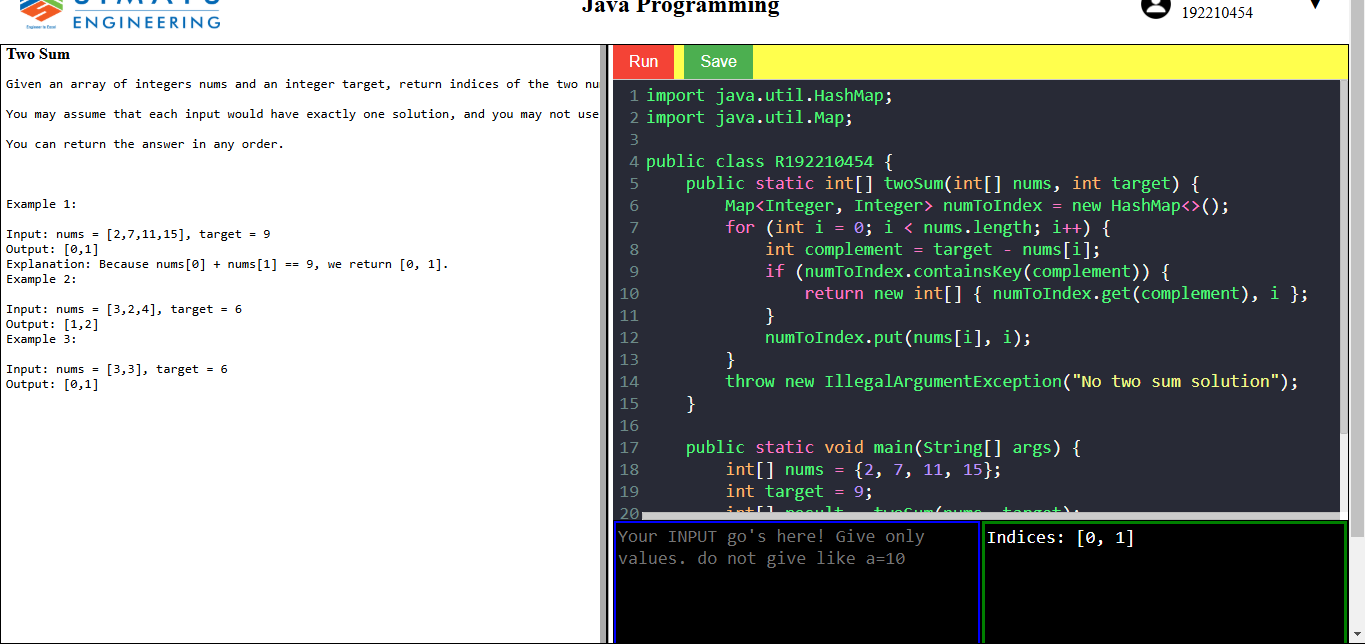 ENGINEERING
Engineer to Excel
Java Programming
192210454
Two Sum
Given an array of integers nums and an integer target, return indices of the two nu
You may assume that each input would have exactly one solution, and you may not use
You can return the answer in any order.
Example 1:
Input: nums = [2,7,11,15], target = 9
Output: [0,1]
Explanation: Because nums[0] + nums[1] == 9, we return [0, 1].
Example 2:
Input: nums = [3,2,4], target = 6
Output: [1,2]
Example 3:
Input: nums = [3,3], target = 6
Output: [0,1]
Run Save
1 import java.util.HashMap;
2 import java.util.Map;
3
4 public class R192210454 {
5 public static int[] twoSum(int[] nums, int target) {
6 Map<Integer, Integer> numToIndex = new HashMap<>();
7 for (int i = 0; i < nums.length; i++) {
8 int complement = target - nums[i];
9 if (numToIndex.containsKey(complement)) {
10 return new int[] { numToIndex.get(complement), i };
11 }
12 numToIndex.put(nums[i], i);
13 }
14 throw new IllegalArgumentException("No two sum solution");
15 }
16
17 public static void main(String[] args) {
18 int[] nums = {2, 7, 11, 15};
19 int target = 9;
20 int[] result = twoSum(nums, target);
Your INPUT go's here! Give only
values. do not give like a=10
Indices: [0, 1]